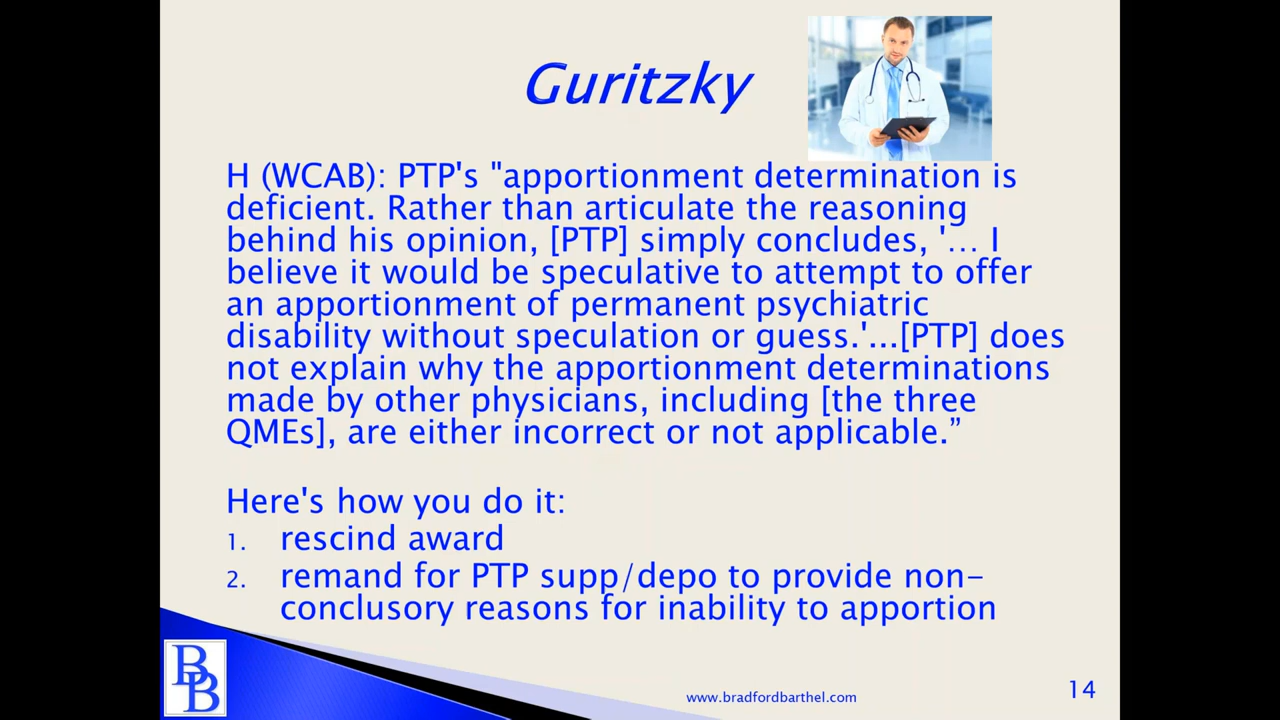 Guritzky
H (WCAB): PTP's "apportionment determination is
deficient. Rather than articulate the reasoning
behind his opinion, [PTP] simply concludes, '… I
believe it would be speculative to attempt to offer
an apportionment of permanent psychiatric
disability without speculation or guess.'...[PTP] does
not explain why the apportionment determinations
made by other physicians, including [the three
QMEs], are either incorrect or not applicable.”
Here's how you do it:
1. rescind award
2. remand for PTP supp/depo to provide non-
conclusory reasons for inability to apportion
BB
www.bradfordbarthel.com
14